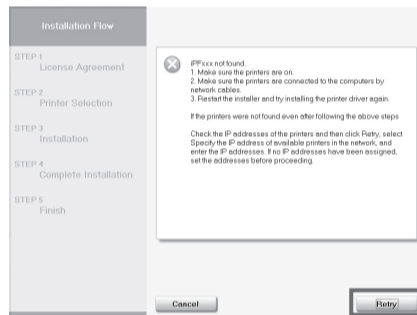 Installation Flow
STEP 1
License Agreement
STEP 2
Printer Selection
STEP 3
Installation
STEP 4
Complete Installation
STEP 5
Finish
iPFxxx not found.
1. Make sure the printers are on.
2. Make sure the printers are connected to the computers by
network cables.
3. Restart the installer and try installing the printer driver again.
If the printers were not found even after following the above steps
Check the IP addresses of the printers and then click Retry, select
Specify the IP address of available printers in the network, and
enter the IP addresses. If no IP addresses have been assigned,
set the addresses before proceeding.
Cancel
Retry